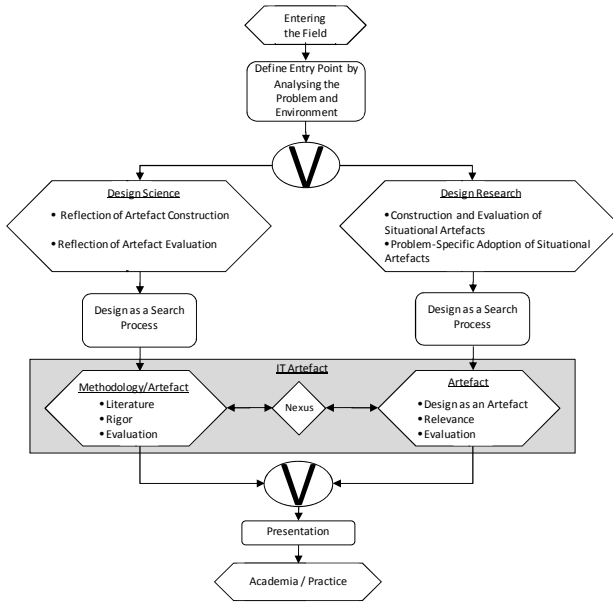 Entering
the Field
Define Entry Point by
Analysing the
Problem and
Environment
V
Design Science
• Reflection of Artefact Construction
• Reflection of Artefact Evaluation
Design Research
• Construction and Evaluation of
Situational Artefacts
• Problem-Specific Adoption of Situational
Artefacts
Design as a Search
Process
Design as a Search
Process
IT Artefact
Methodology/Artefact
• Literature
• Rigor
• Evaluation
Nexus
Artefact
• Design as an Artefact
• Relevance
• Evaluation
V
Presentation
Academia / Practice